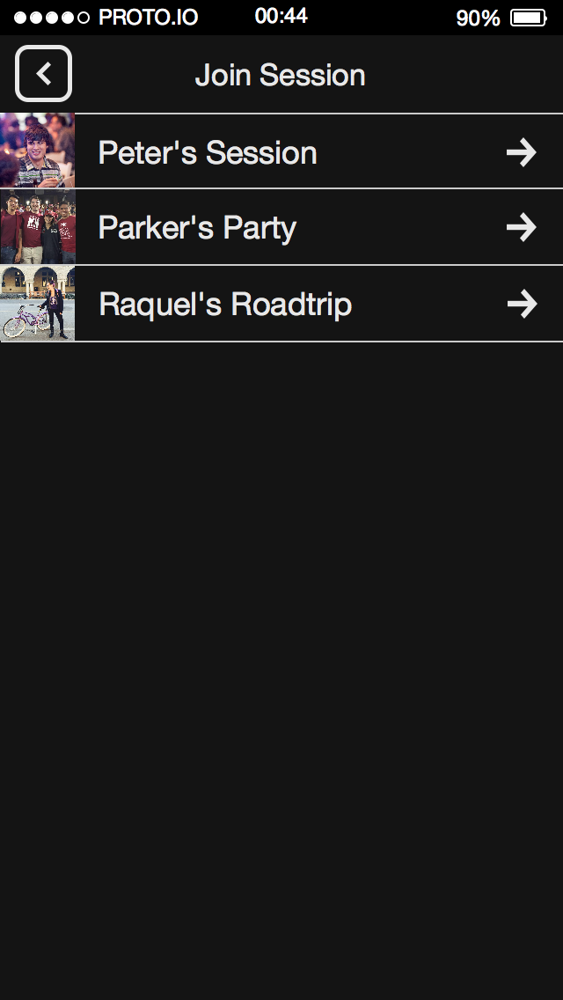 PROTO.IO 00:44 90%
Join Session
Peter's Session
Parker's Party
Raquel's Roadtrip